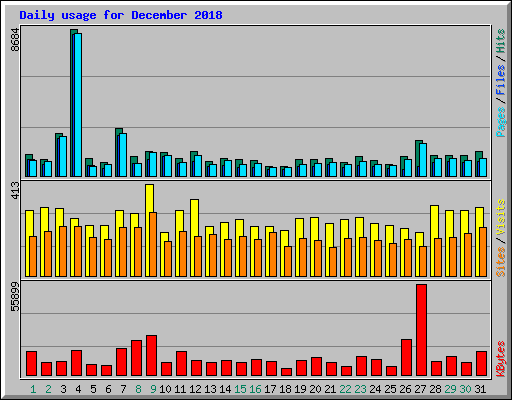 Daily usage for December 2018
8684
Pages / Files / Hits
413
Sites / Visits
55899
KBytes
1 2 3 4 5 6 7 8 9 10 11 12 13 14 15 16 17 18 19 20 21 22 23 24 25 26 27 28 29 30 31